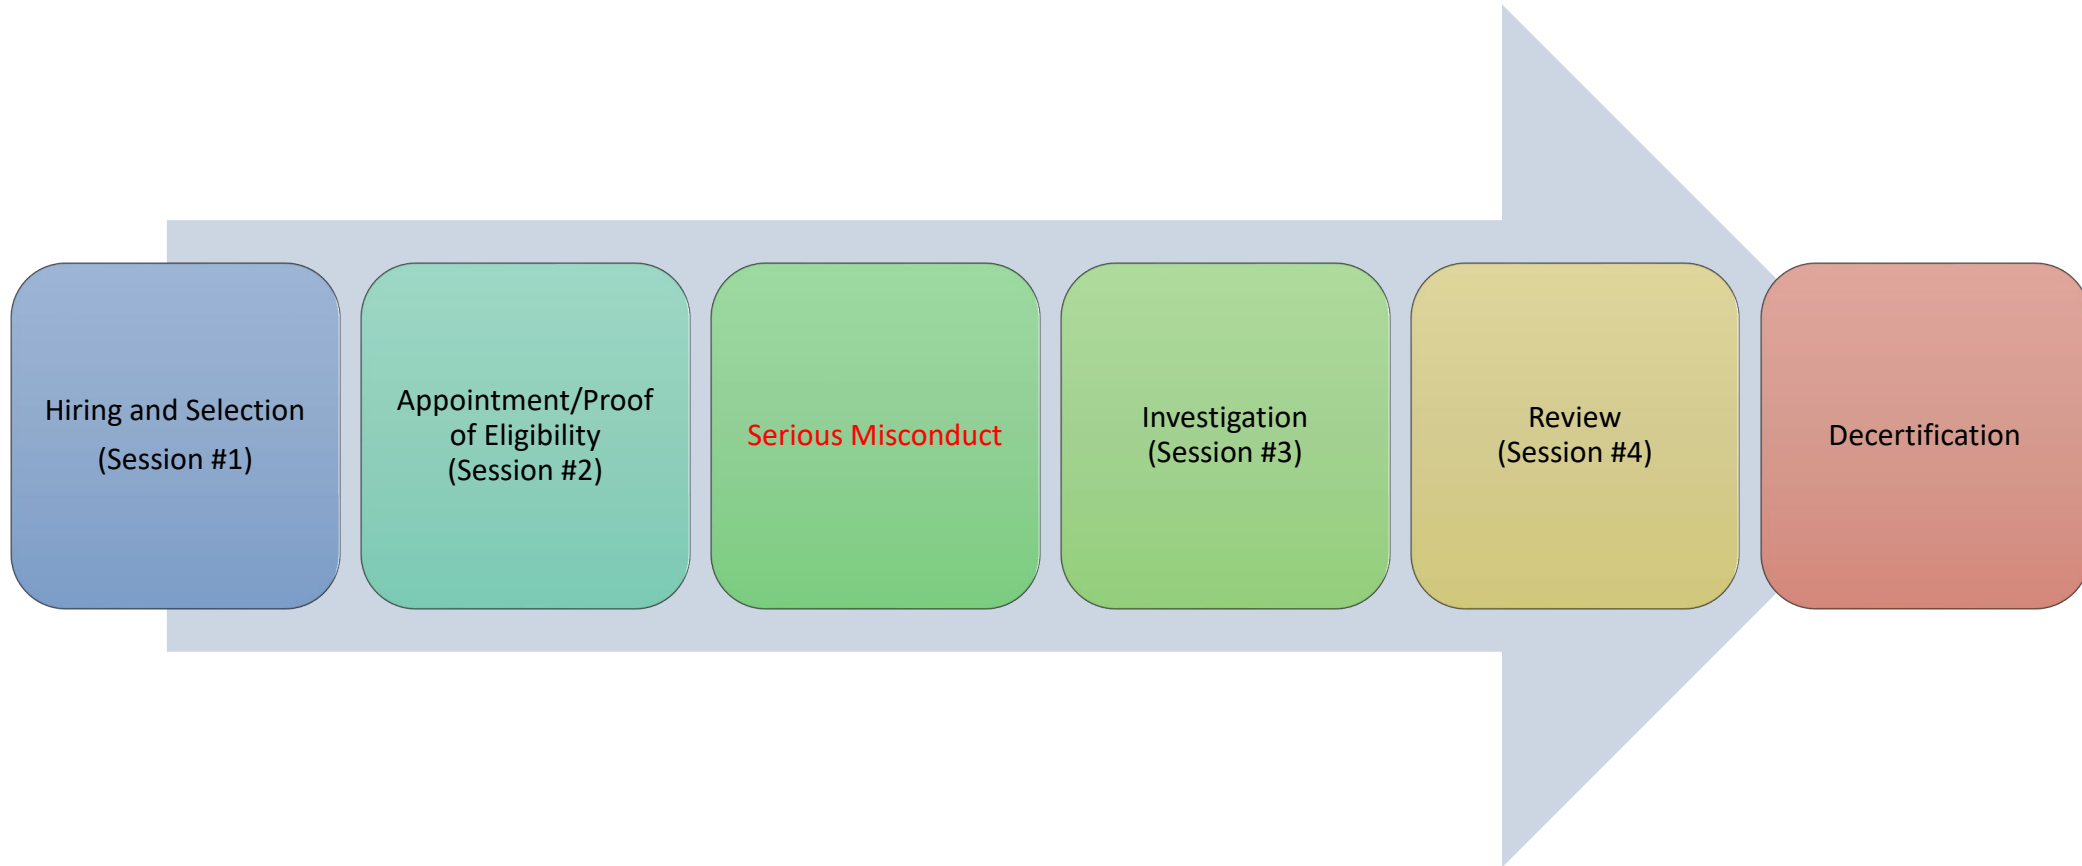 Hiring and Selection
(Session #1)
Appointment/Proof
of Eligibility
(Session #2)
Serious Misconduct
Investigation
(Session #3)
Review
(Session #4)
Decertification